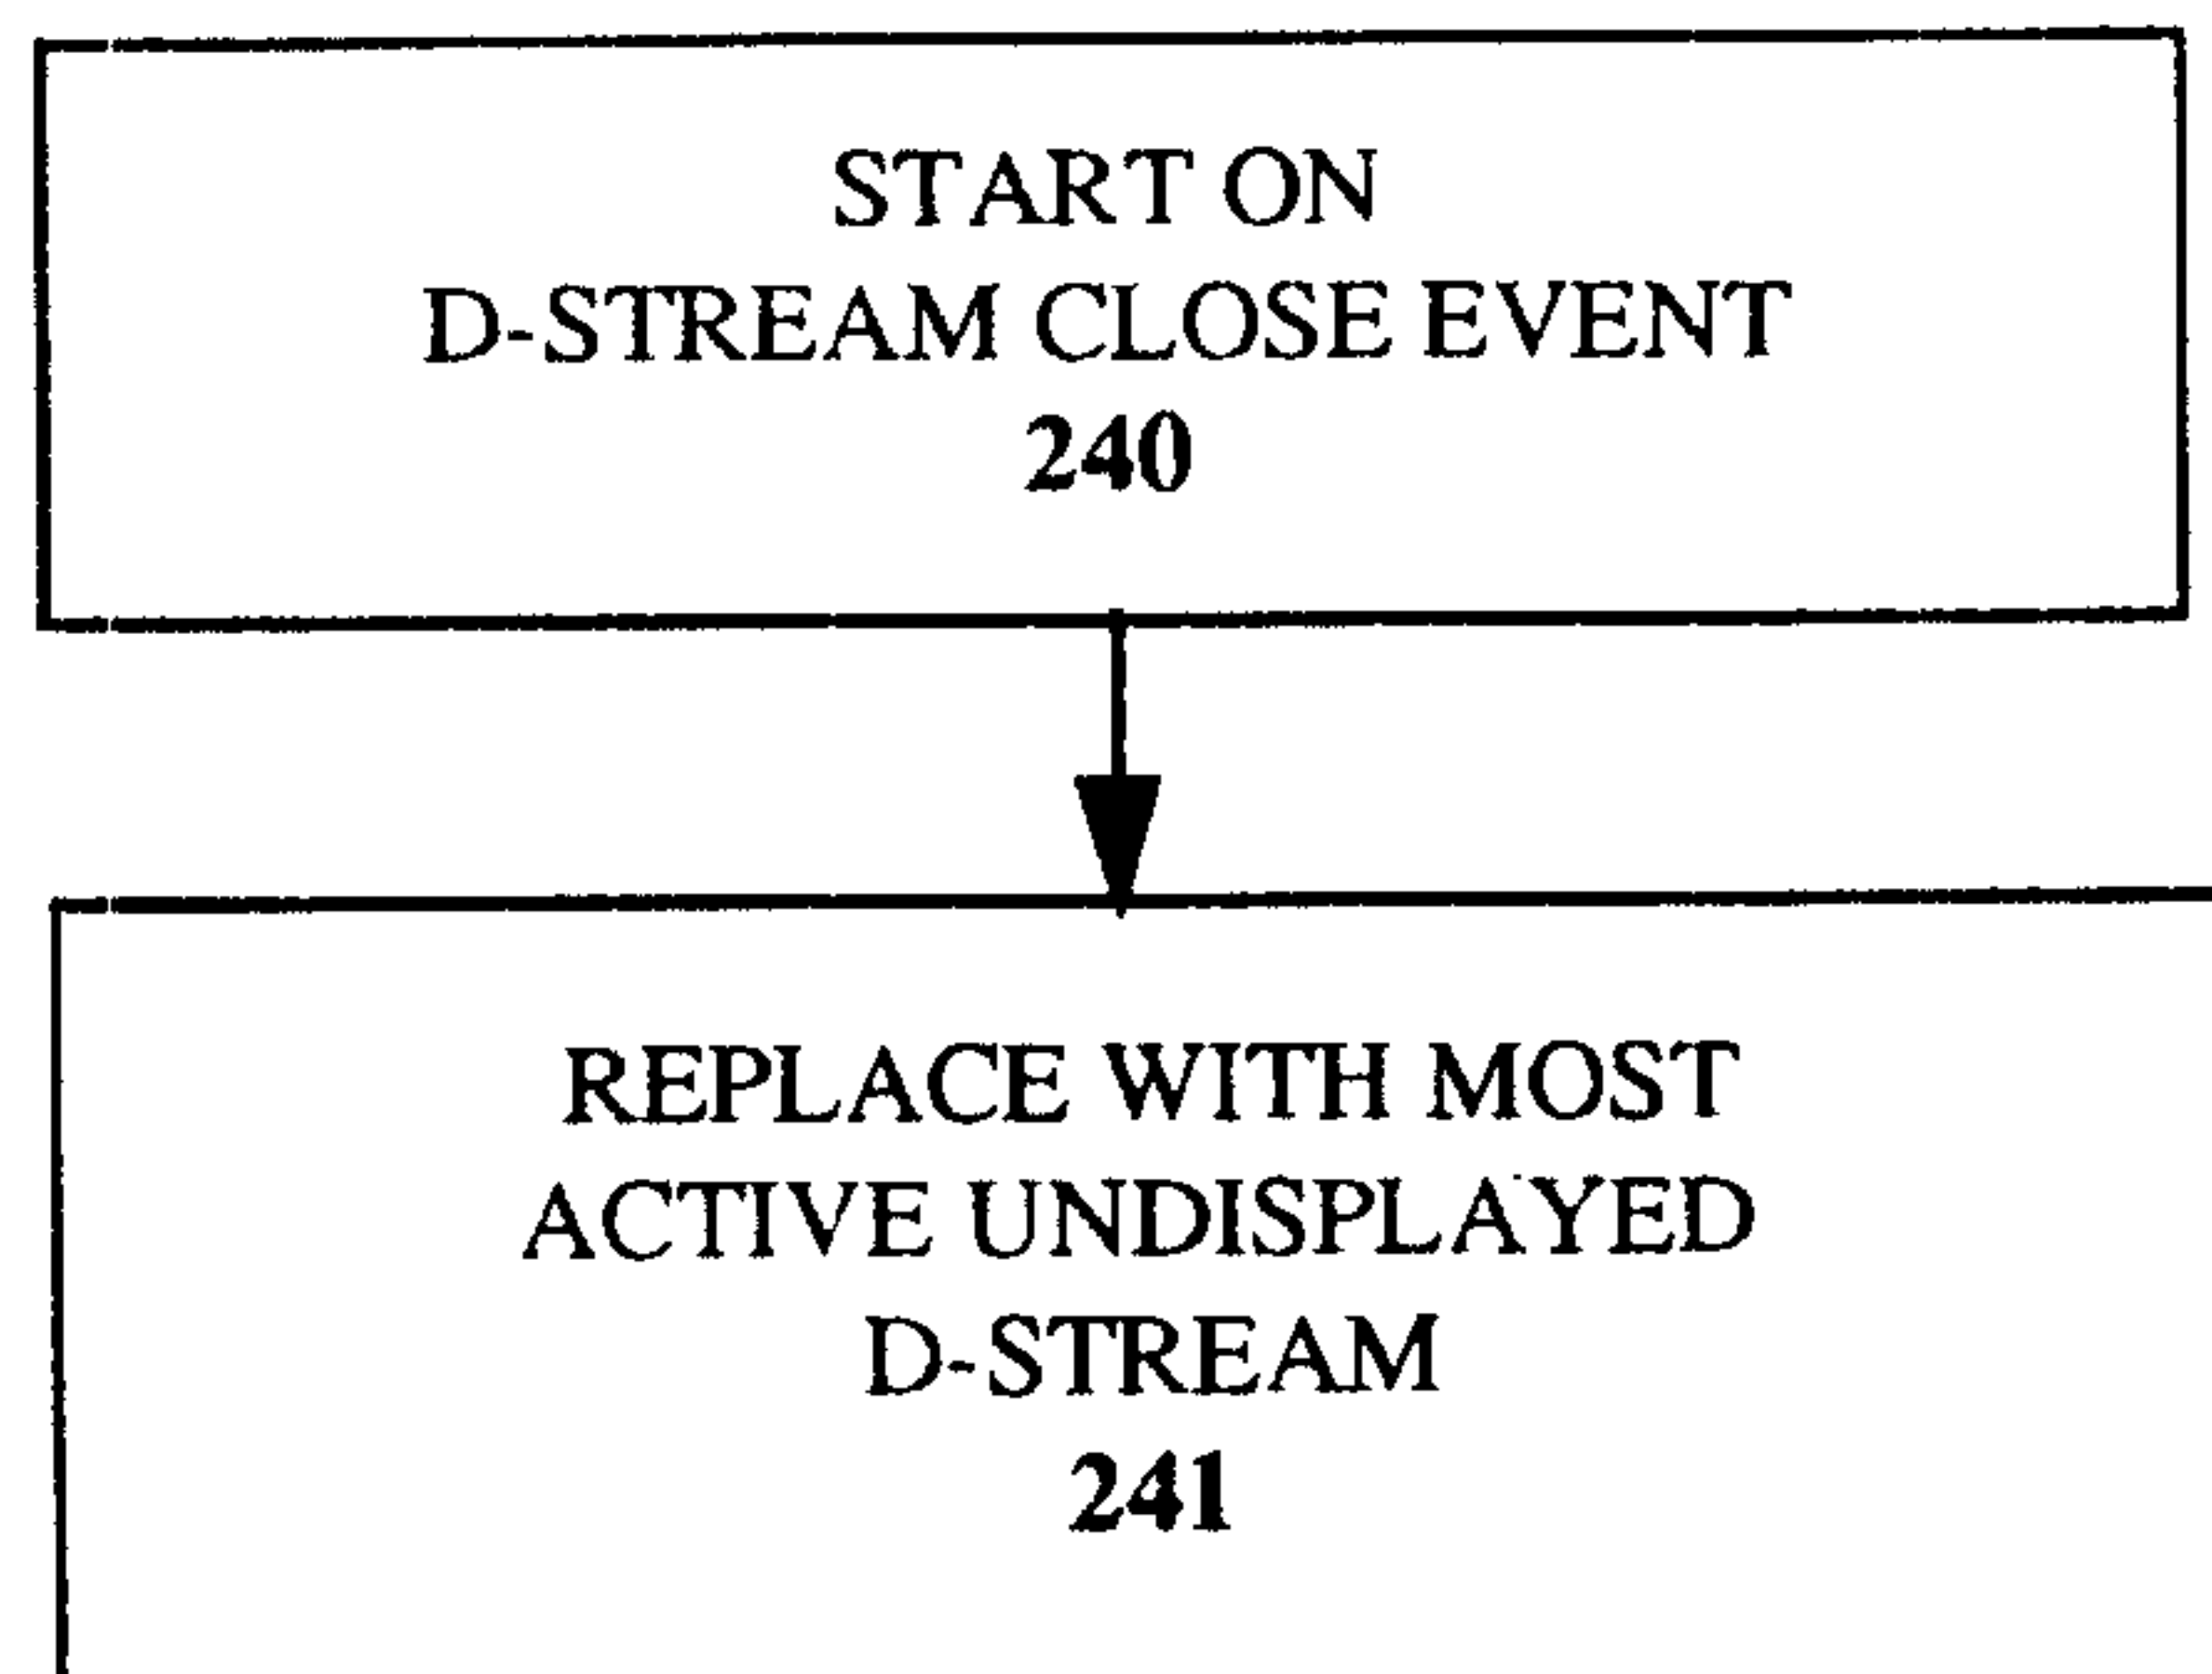 START ON
D-STREAM CLOSE EVENT
240
REPLACE WITH MOST
ACTIVE UNDISPLAYED
D-STREAM
241